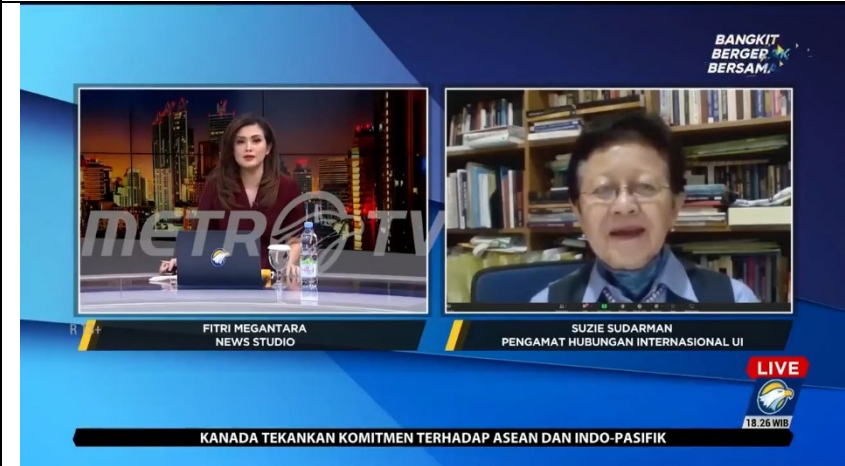 BANGKIT
BERGER
BERSAMA
METRO TV
R
FITRI MEGANTARA
NEWS STUDIO
SUZIE SUDARMAN
PENGAMAT HUBUNGAN INTERNASIONAL UI
LIVE
18.26 WIB
KANADA TEKANKAN KOMITMEN TERHADAP ASEAN DAN INDO-PASIFIK